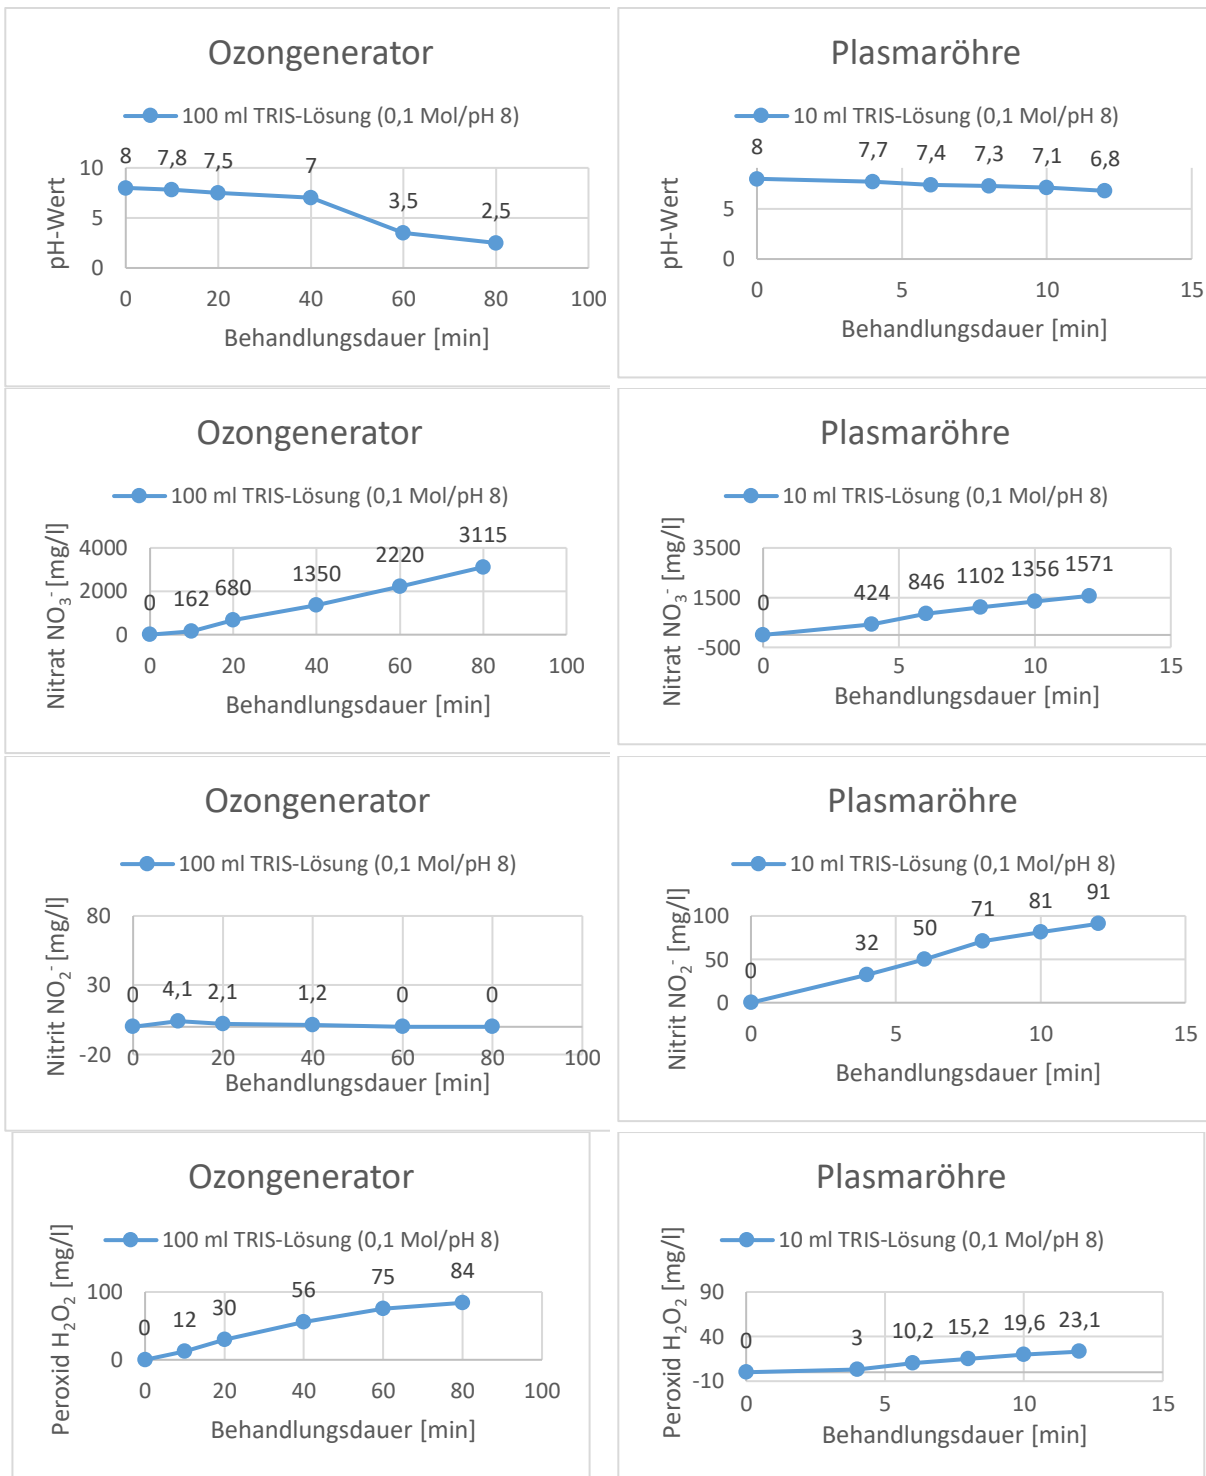 Ozongenerator
100 ml TRIS-Lösung (0,1 Mol/pH 8)
8 7,8 7,5 7 3,5 2,5
10
5
0
pH-Wert
0 20 40 60 80 100
Behandlungsdauer [min]
Plasmaröhre
10 ml TRIS-Lösung (0,1 Mol/pH 8)
8 7,7 7,4 7,3 7,1 6,8
5
0
pH-Wert
0 5 10 15
Behandlungsdauer [min]
Ozongenerator
100 ml TRIS-Lösung (0,1 Mol/pH 8)
0 162 680 1350 2220 3115
4000
2000
0
Nitrat NO₃⁻ [mg/l]
0 20 40 60 80 100
Behandlungsdauer [min]
Plasmaröhre
10 ml TRIS-Lösung (0,1 Mol/pH 8)
0 424 846 1102 1356 1571
3500
1500
-500
Nitrat NO₃⁻ [mg/l]
0 5 10 15
Behandlungsdauer [min]
Ozongenerator
100 ml TRIS-Lösung (0,1 Mol/pH 8)
0 4,1 2,1 1,2 0 0
80
30
-20
Nitrit NO₂⁻ [mg/l]
0 20 40 60 80 100
Behandlungsdauer [min]
Plasmaröhre
10 ml TRIS-Lösung (0,1 Mol/pH 8)
0 32 50 71 81 91
100
50
0
Nitrit NO₂⁻ [mg/l]
0 5 10 15
Behandlungsdauer [min]
Ozongenerator
100 ml TRIS-Lösung (0,1 Mol/pH 8)
0 12 30 56 75 84
100
0
Peroxid H₂O₂ [mg/l]
0 20 40 60 80 100
Behandlungsdauer [min]
Plasmaröhre
10 ml TRIS-Lösung (0,1 Mol/pH 8)
0 3 10,2 15,2 19,6 23,1
90
40
-10
Peroxid H₂O₂ [mg/l]
0 5 10 15
Behandlungsdauer [min]